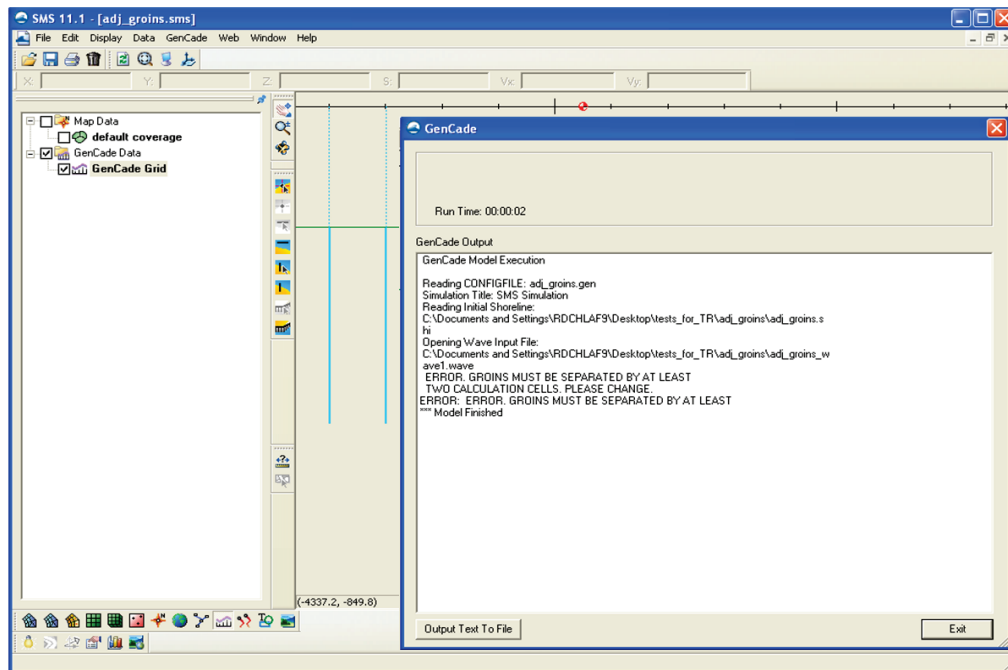 SMS 11.1 - [adj_groins.sms]
File Edit Display Data GenCade Web Window Help
X: Y: Z: S: Vx: Vy:
Map Data
default coverage
GenCade Data
GenCade Grid
GenCade
Run Time: 00:00:02
GenCade Output
GenCade Model Execution
Reading CONFIGFILE: adj_groins.gen
Simulation Title: SMS Simulation
Reading Initial Shoreline:
C:\Documents and Settings\RDCHLAF9\Desktop\tests_for_TR\adj_groins\adj_groins.s
hi
Opening Wave Input File:
C:\Documents and Settings\RDCHLAF9\Desktop\tests_for_TR\adj_groins\adj_groins_w
ave1.wave
ERROR. GROINS MUST BE SEPARATED BY AT LEAST
TWO CALCULATION CELLS. PLEASE CHANGE.
ERROR: ERROR. GROINS MUST BE SEPARATED BY AT LEAST
*** Model Finished
(-4337.2, -849.8)
Output Text To File
Exit